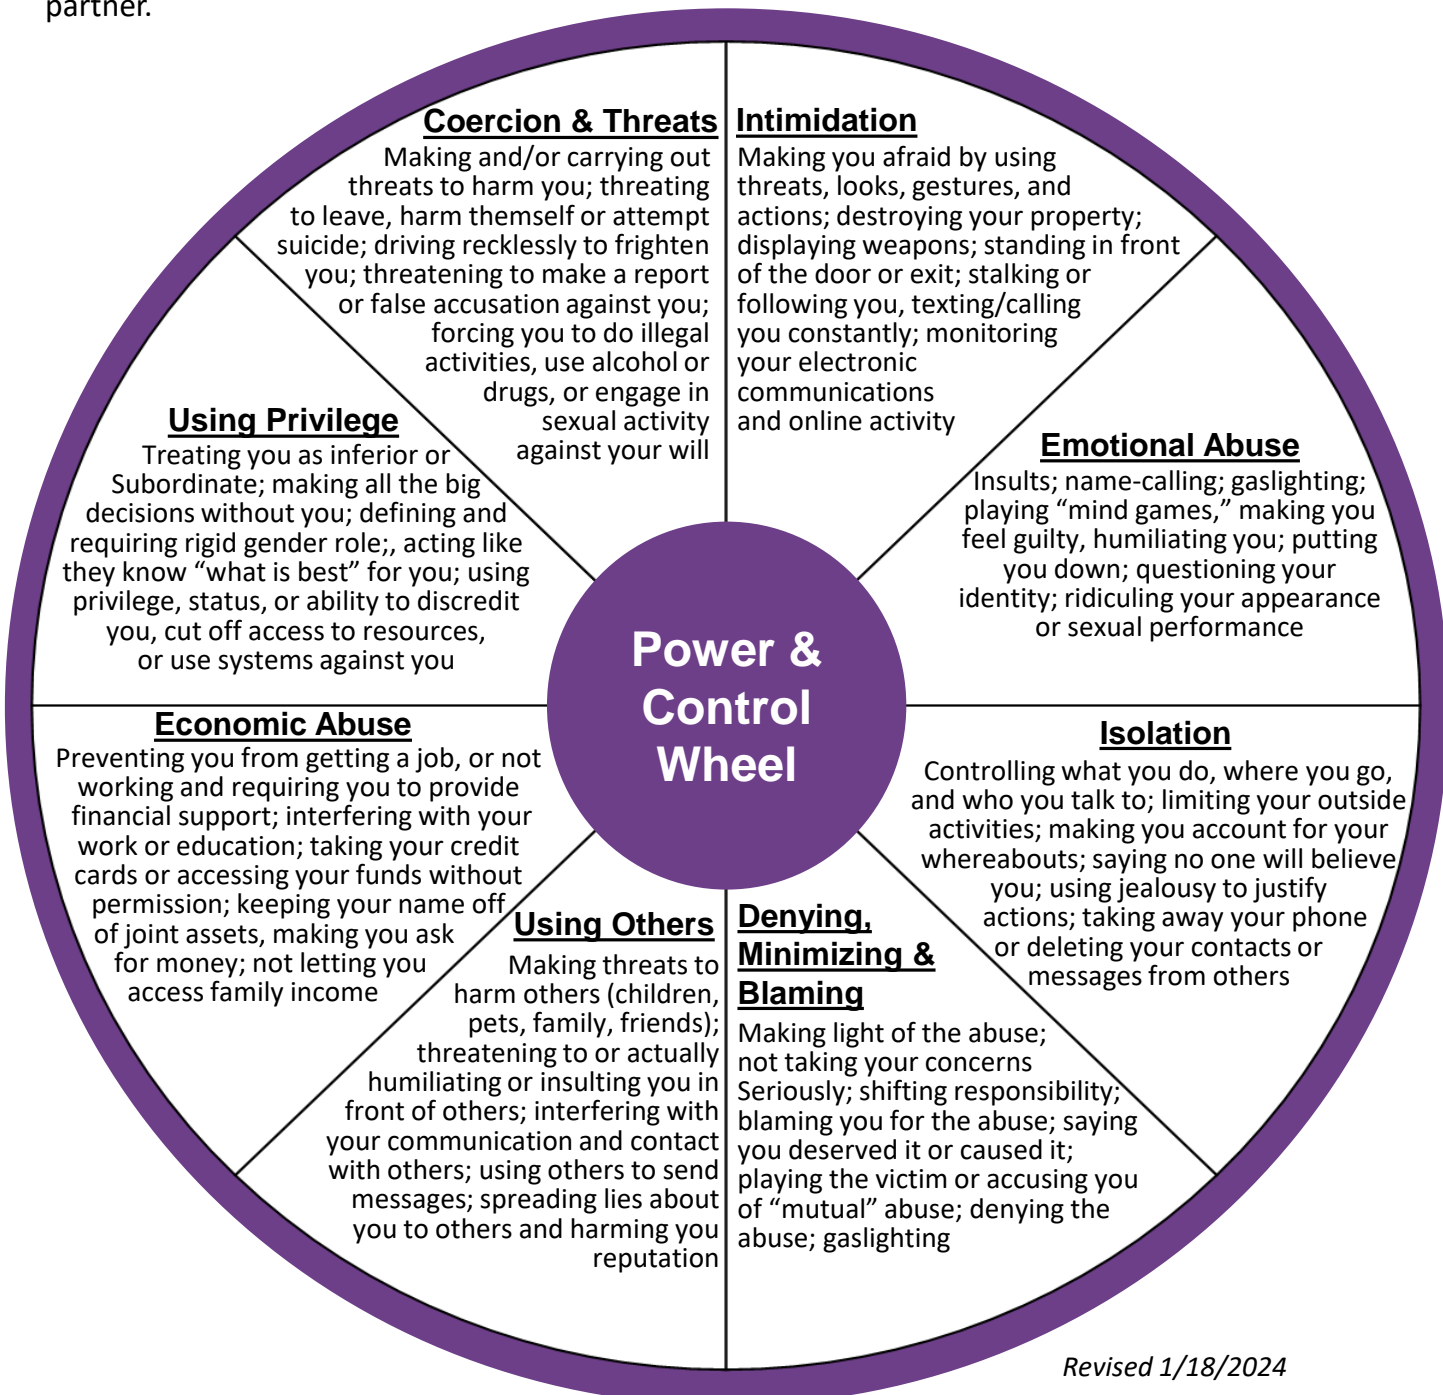 partner.
Coercion & Threats
Making and/or carrying out
threats to harm you; threating
to leave, harm themself or attempt
suicide; driving recklessly to frighten
you; threatening to make a report
or false accusation against you;
forcing you to do illegal
activities, use alcohol or
drugs, or engage in
sexual activity
against your will
Intimidation
Making you afraid by using
threats, looks, gestures, and
actions; destroying your property;
displaying weapons; standing in front
of the door or exit; stalking or
following you, texting/calling
you constantly; monitoring
your electronic
communications
and online activity
Using Privilege
Treating you as inferior or
Subordinate; making all the big
decisions without you; defining and
requiring rigid gender role;, acting like
they know “what is best” for you; using
privilege, status, or ability to discredit
you, cut off access to resources,
or use systems against you
Emotional Abuse
Insults; name-calling; gaslighting;
playing “mind games,” making you
feel guilty, humiliating you; putting
you down; questioning your
identity; ridiculing your appearance
or sexual performance
Power &
Control
Wheel
Economic Abuse
Preventing you from getting a job, or not
working and requiring you to provide
financial support; interfering with your
work or education; taking your credit
cards or accessing your funds without
permission; keeping your name off
of joint assets, making you ask
for money; not letting you
access family income
Isolation
Controlling what you do, where you go,
and who you talk to; limiting your outside
activities; making you account for your
whereabouts; saying no one will believe
you; using jealousy to justify
actions; taking away your phone
or deleting your contacts or
messages from others
Using Others
Making threats to
harm others (children,
pets, family, friends);
threatening to or actually
humiliating or insulting you in
front of others; interfering with
your communication and contact
with others; using others to send
messages; spreading lies about
you to others and harming you
reputation
Denying,
Minimizing &
Blaming
Making light of the abuse;
not taking your concerns
Seriously; shifting responsibility;
blaming you for the abuse; saying
you deserved it or caused it;
playing the victim or accusing you
of “mutual” abuse; denying the
abuse; gaslighting
Revised 1/18/2024